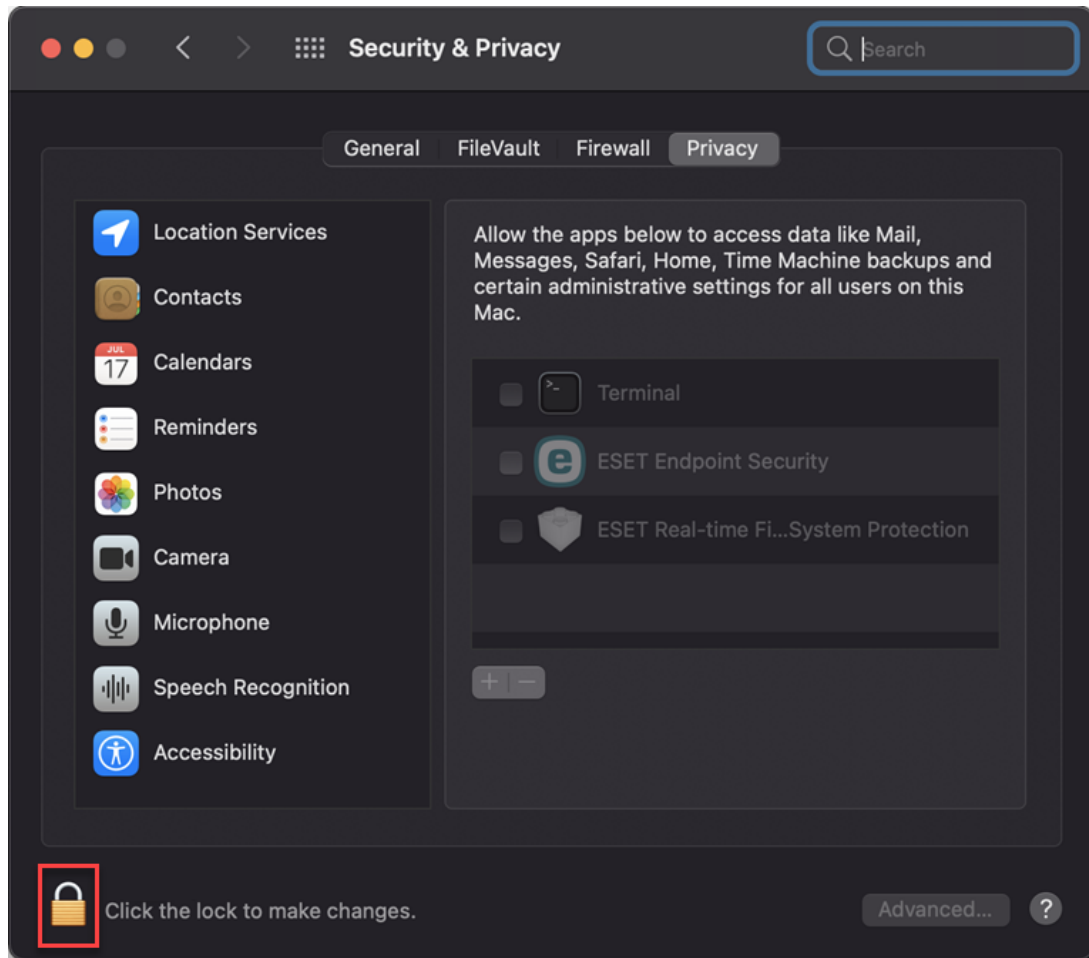 Security & Privacy
Search
General
FileVault
Firewall
Privacy
Location Services
Contacts
JUL
17
Calendars
Reminders
Photos
Camera
Microphone
Speech Recognition
Accessibility
Allow the apps below to access data like Mail,
Messages, Safari, Home, Time Machine backups and
certain administrative settings for all users on this
Mac.
>_
Terminal
e
ESET Endpoint Security
ESET Real-time Fi...System Protection
+ | −
Click the lock to make changes.
Advanced...
?